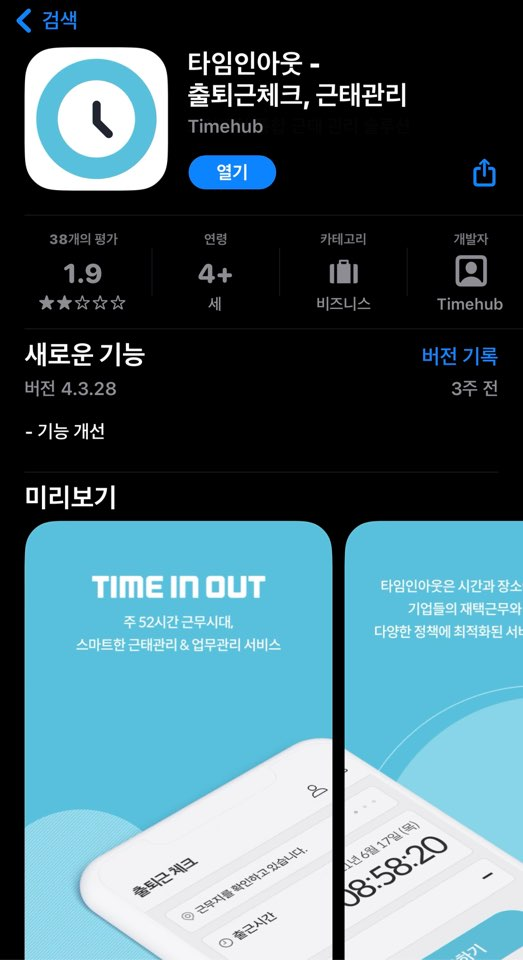 검색
타임인아웃 -
출퇴근체크, 근태관리
Timehub
열기
38개의 평가
1.9
연령
4+
세
카테고리
비즈니스
개발자
Timehub
새로운 기능
버전 기록
버전 4.3.28
3주 전
- 기능 개선
미리보기
TIME IN OUT
주 52시간 근무시대,
스마트한 근태관리 & 업무관리 서비스
출퇴근 체크
근무지를 확인하고 있습니다.
출근시간
타임인아웃은 시간과 장소
기업들의 재택근무와
다양한 정책에 최적화된 서비
1년 6월 17일 (목)
08:58:20
하기